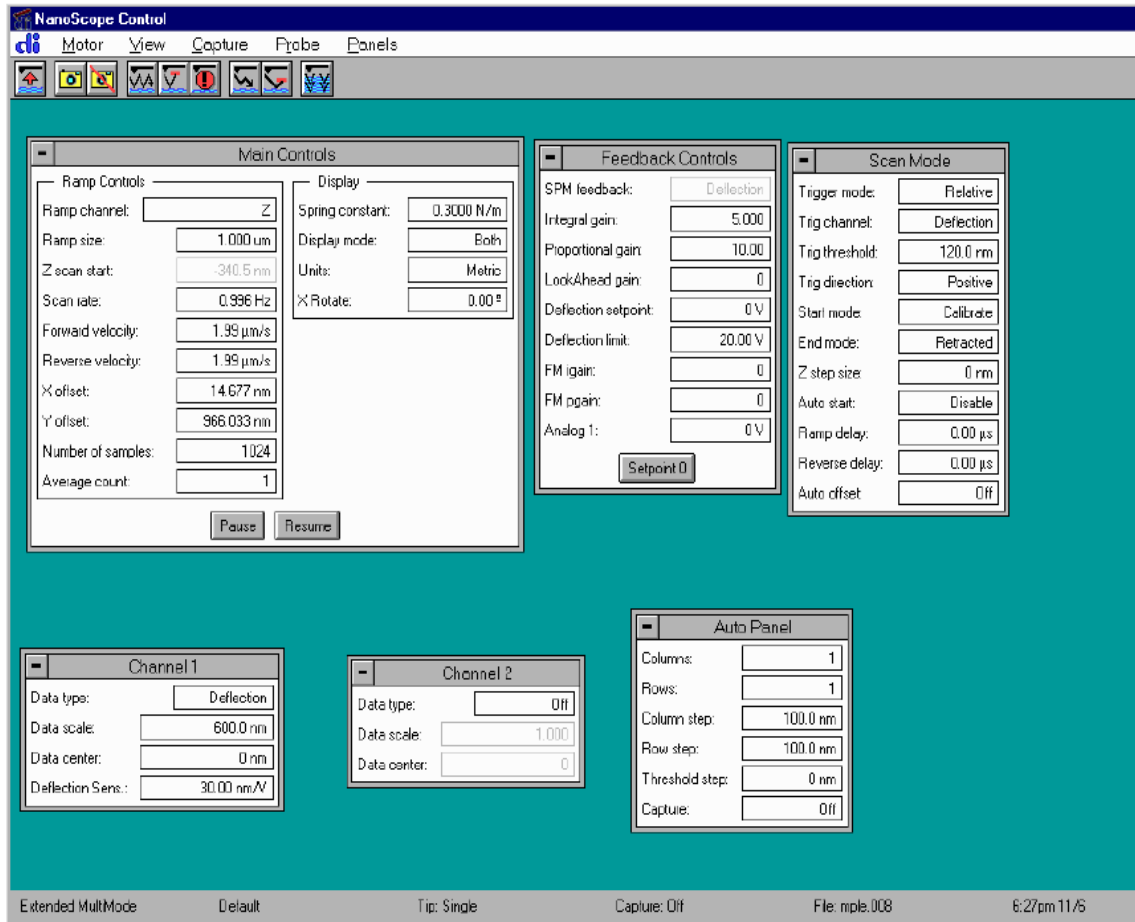 NanoScope Control
di Motor View Capture Probe Panels
Main Controls
Ramp Controls
Ramp channel: Z
Ramp size: 1.000 um
Z scan start: -340.5 nm
Scan rate: 0.996 Hz
Forward velocity: 1.99 µm/s
Reverse velocity: 1.99 µm/s
X offset: 14.677 nm
Y offset: 966.033 nm
Number of samples: 1024
Average count: 1
Display
Spring constant: 0.3000 N/m
Display mode: Both
Units: Metric
X Rotate: 0.00 º
Pause Resume
Feedback Controls
SPM feedback: Deflection
Integral gain: 5.000
Proportional gain: 10.00
LookAhead gain: 0
Deflection setpoint: 0 V
Deflection limit: 20.00 V
FM igain: 0
FM pgain: 0
Analog 1: 0 V
Setpoint 0
Scan Mode
Trigger mode: Relative
Trig channel: Deflection
Trig threshold: 120.0 nm
Trig direction: Positive
Start mode: Calibrate
End mode: Retracted
Z step size: 0 nm
Auto start: Disable
Ramp delay: 0.00 µs
Reverse delay: 0.00 µs
Auto offset Off
Channel 1
Data type: Deflection
Data scale: 600.0 nm
Data center: 0 nm
Deflection Sens.: 30.00 nm/V
Channel 2
Data type: Off
Data scale: 1.000
Data center: 0
Auto Panel
Columns: 1
Rows: 1
Column step: 100.0 nm
Row step: 100.0 nm
Threshold step: 0 nm
Capture: Off
Extended MultiMode Default Tip: Single Capture: Off File: mple.008 6:27pm 11/6